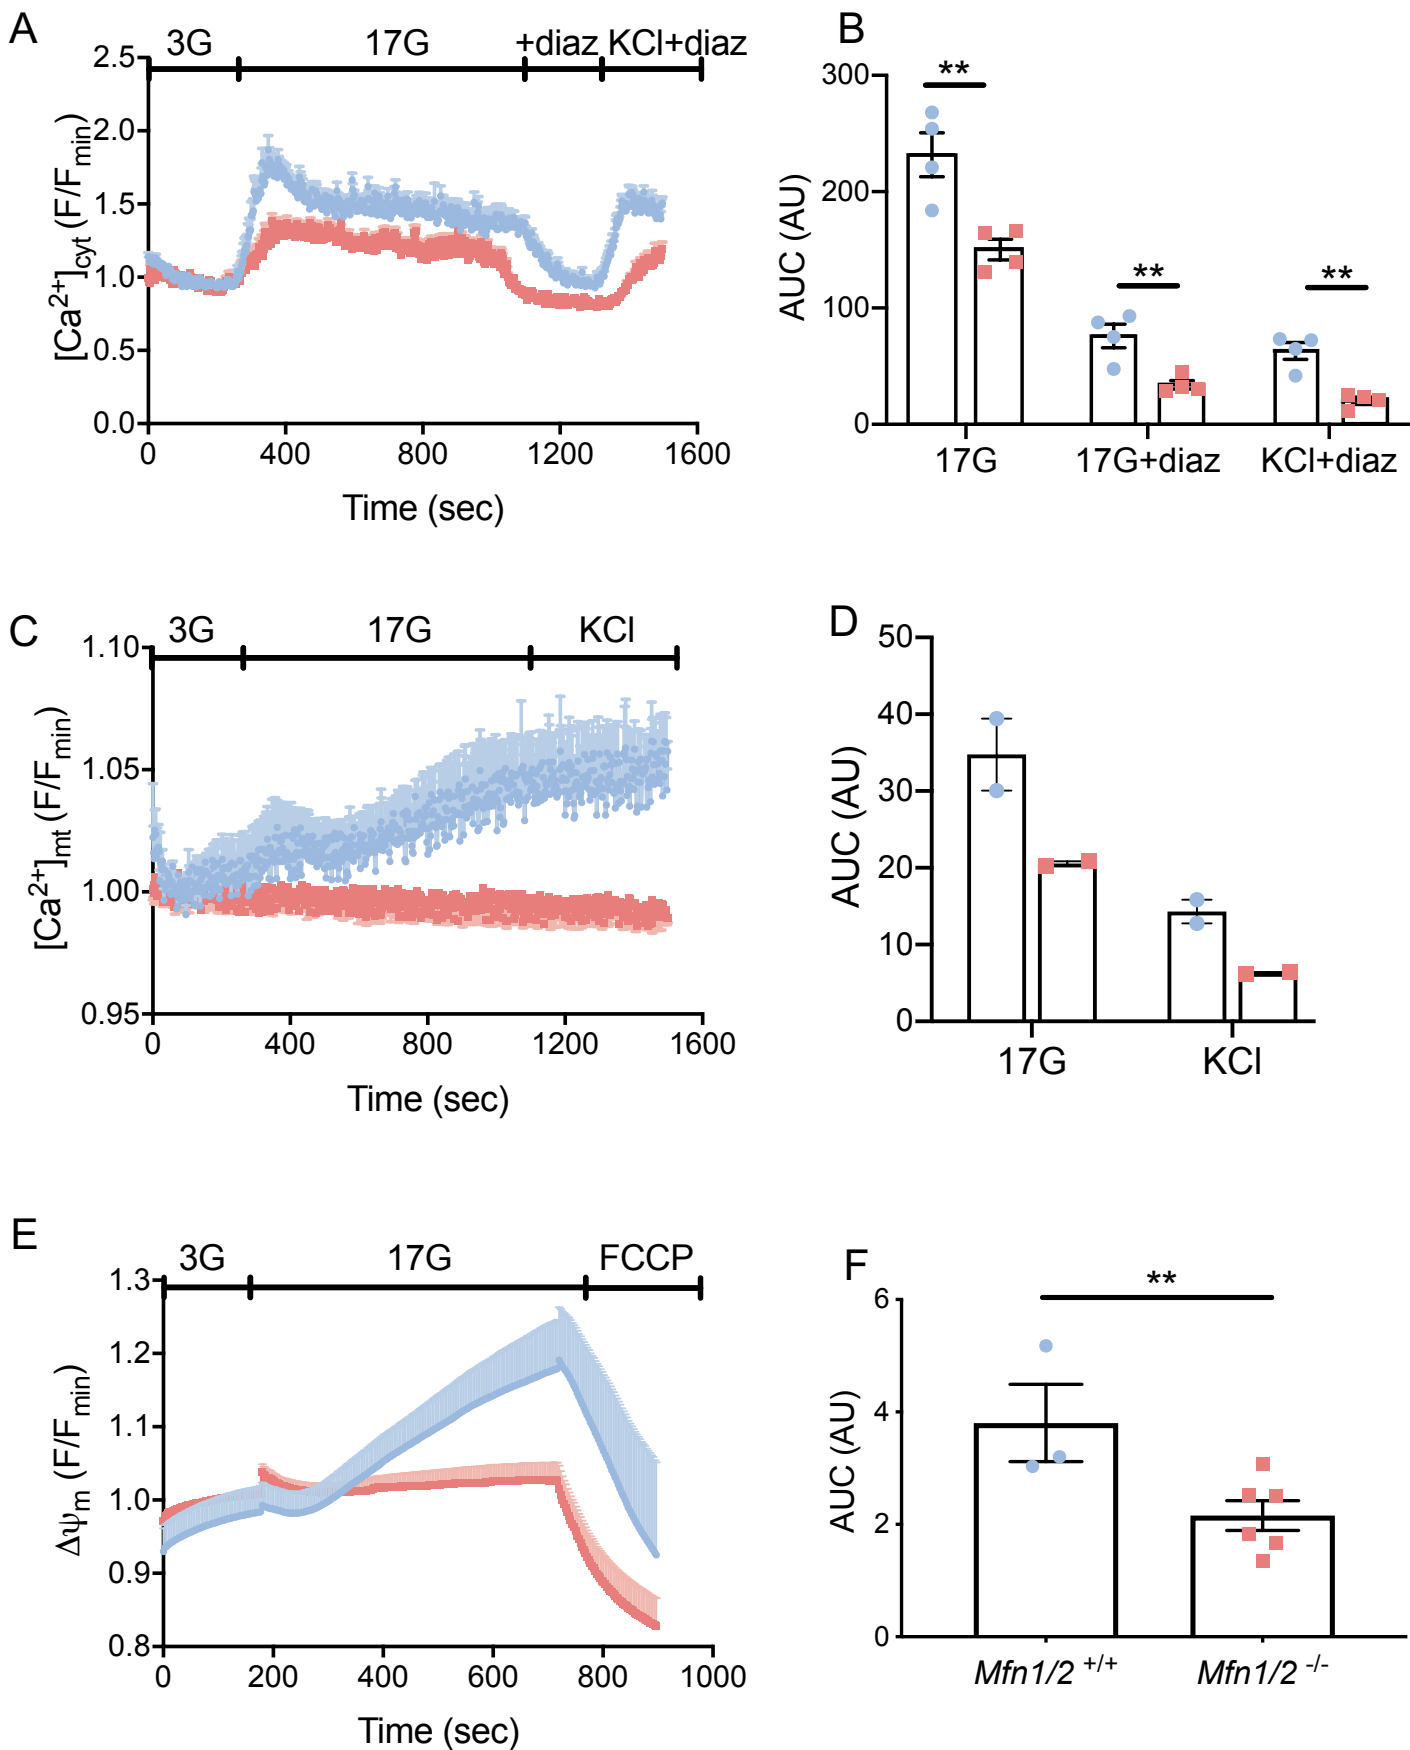 A
3G 17G +diaz KCl+diaz
[Ca2+]cyt (F/Fmin)
2.5
2.0
1.5
1.0
0.5
0.0
0 400 800 1200 1600
Time (sec)
B
AUC (AU)
300
200
100
0
** ** **
17G 17G+diaz KCl+diaz
C
3G 17G KCl
[Ca2+]mt (F/Fmin)
1.10
1.05
1.00
0.95
0 400 800 1200 1600
Time (sec)
D
AUC (AU)
50
40
30
20
10
0
17G KCl
E
3G 17G FCCP
Δψm (F/Fmin)
1.3
1.2
1.1
1.0
0.9
0.8
0 200 400 600 800 1000
Time (sec)
F
AUC (AU)
**
6
4
2
0
Mfn1/2 +/+ Mfn1/2 -/-